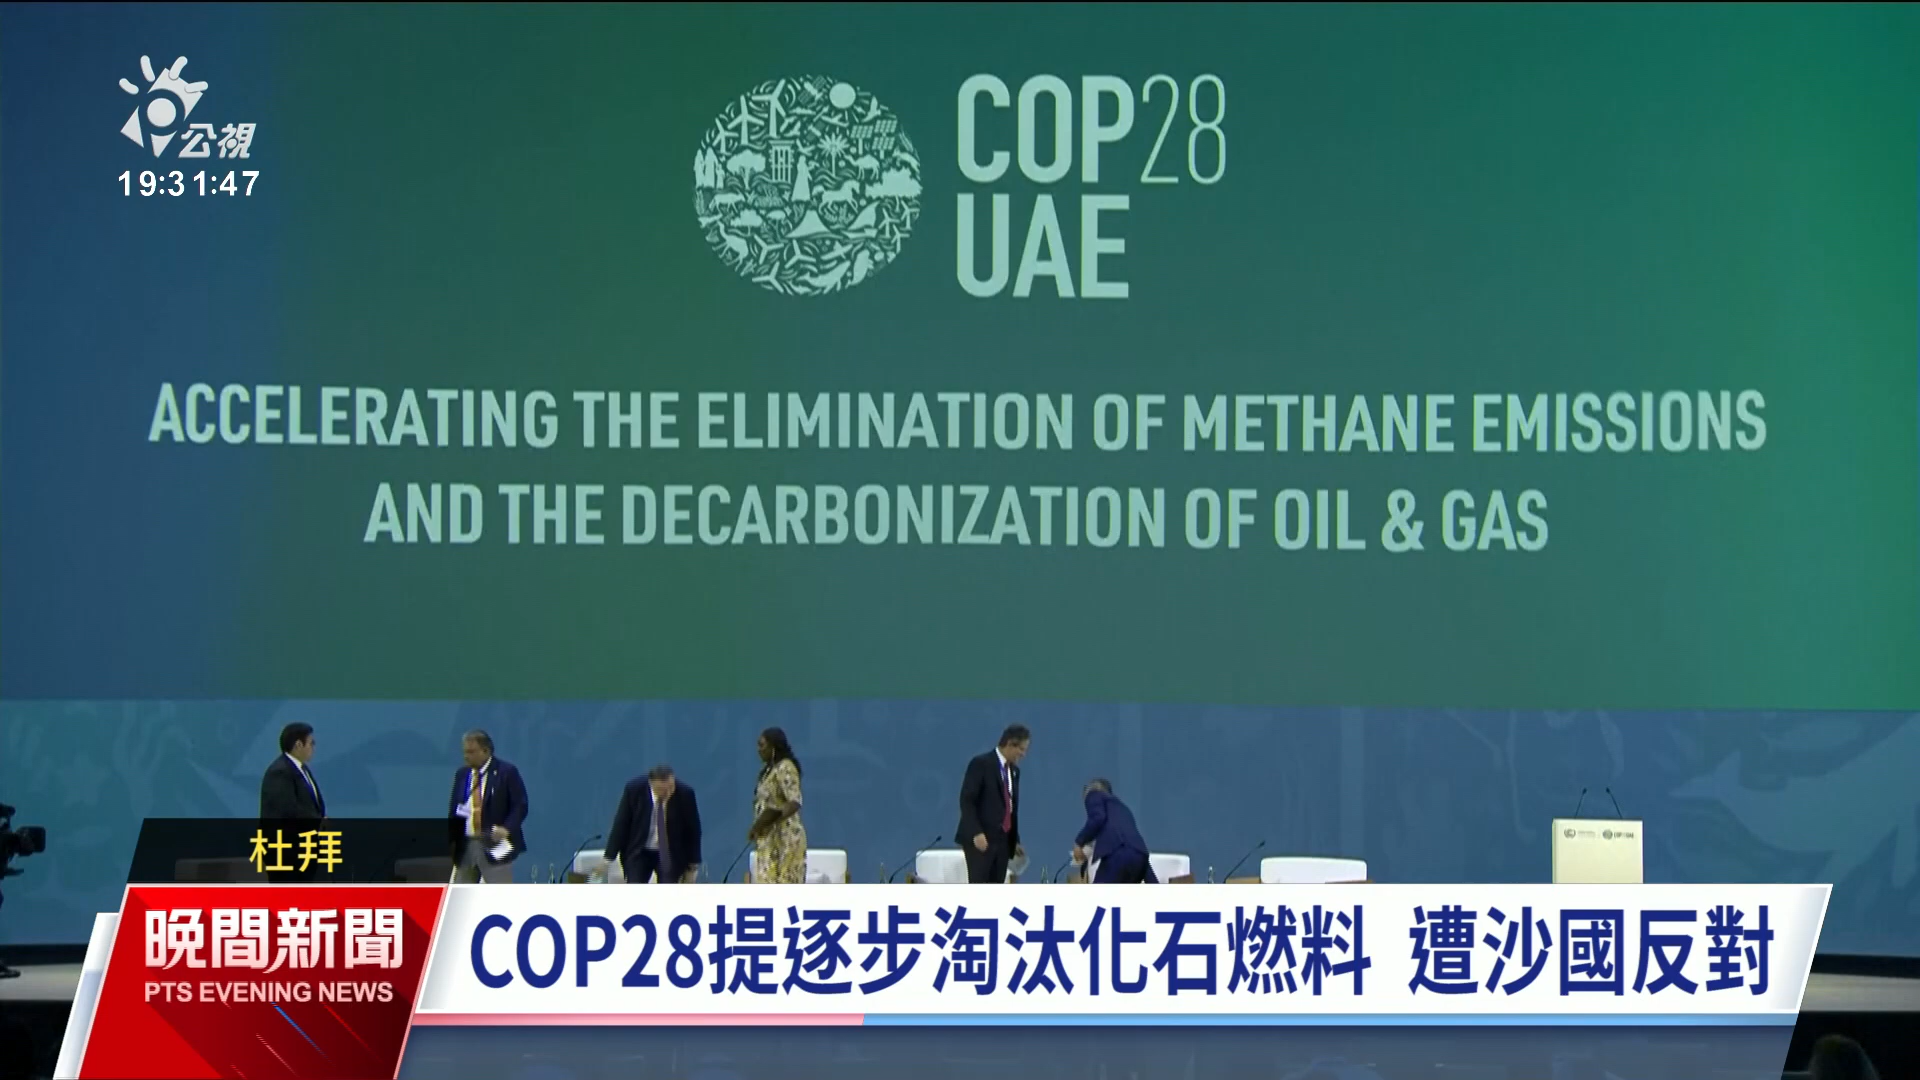 公視
19:31:47
COP28
UAE
ACCELERATING THE ELIMINATION OF METHANE EMISSIONS
AND THE DECARBONIZATION OF OIL & GAS
COP28 UAE
杜拜
晚間新聞
PTS EVENING NEWS
COP28提逐步淘汰化石燃料 遭沙國反對